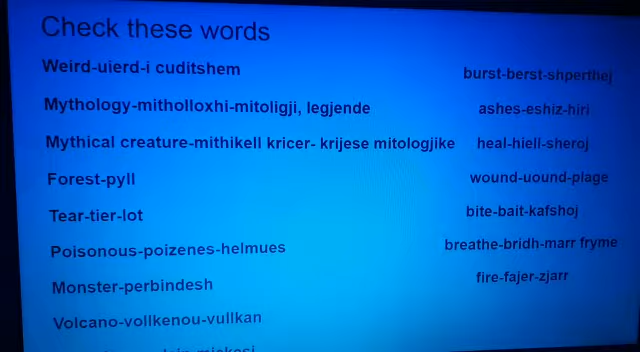 Check these words
Weird-uierd-i cuditshem
Mythology-mitholloxhi-mitoligji, legjende
Mythical creature-mithikell kricer- krijese mitologjike
Forest-pyll
Tear-tier-lot
Poisonous-poizenes-helmues
Monster-perbindesh
Volcano-vollkenou-vullkan
burst-berst-shperthej
ashes-eshiz-hiri
heal-hiell-sheroj
wound-uound-plage
bite-bait-kafshoj
breathe-bridh-marr fryme
fire-fajer-zjarr